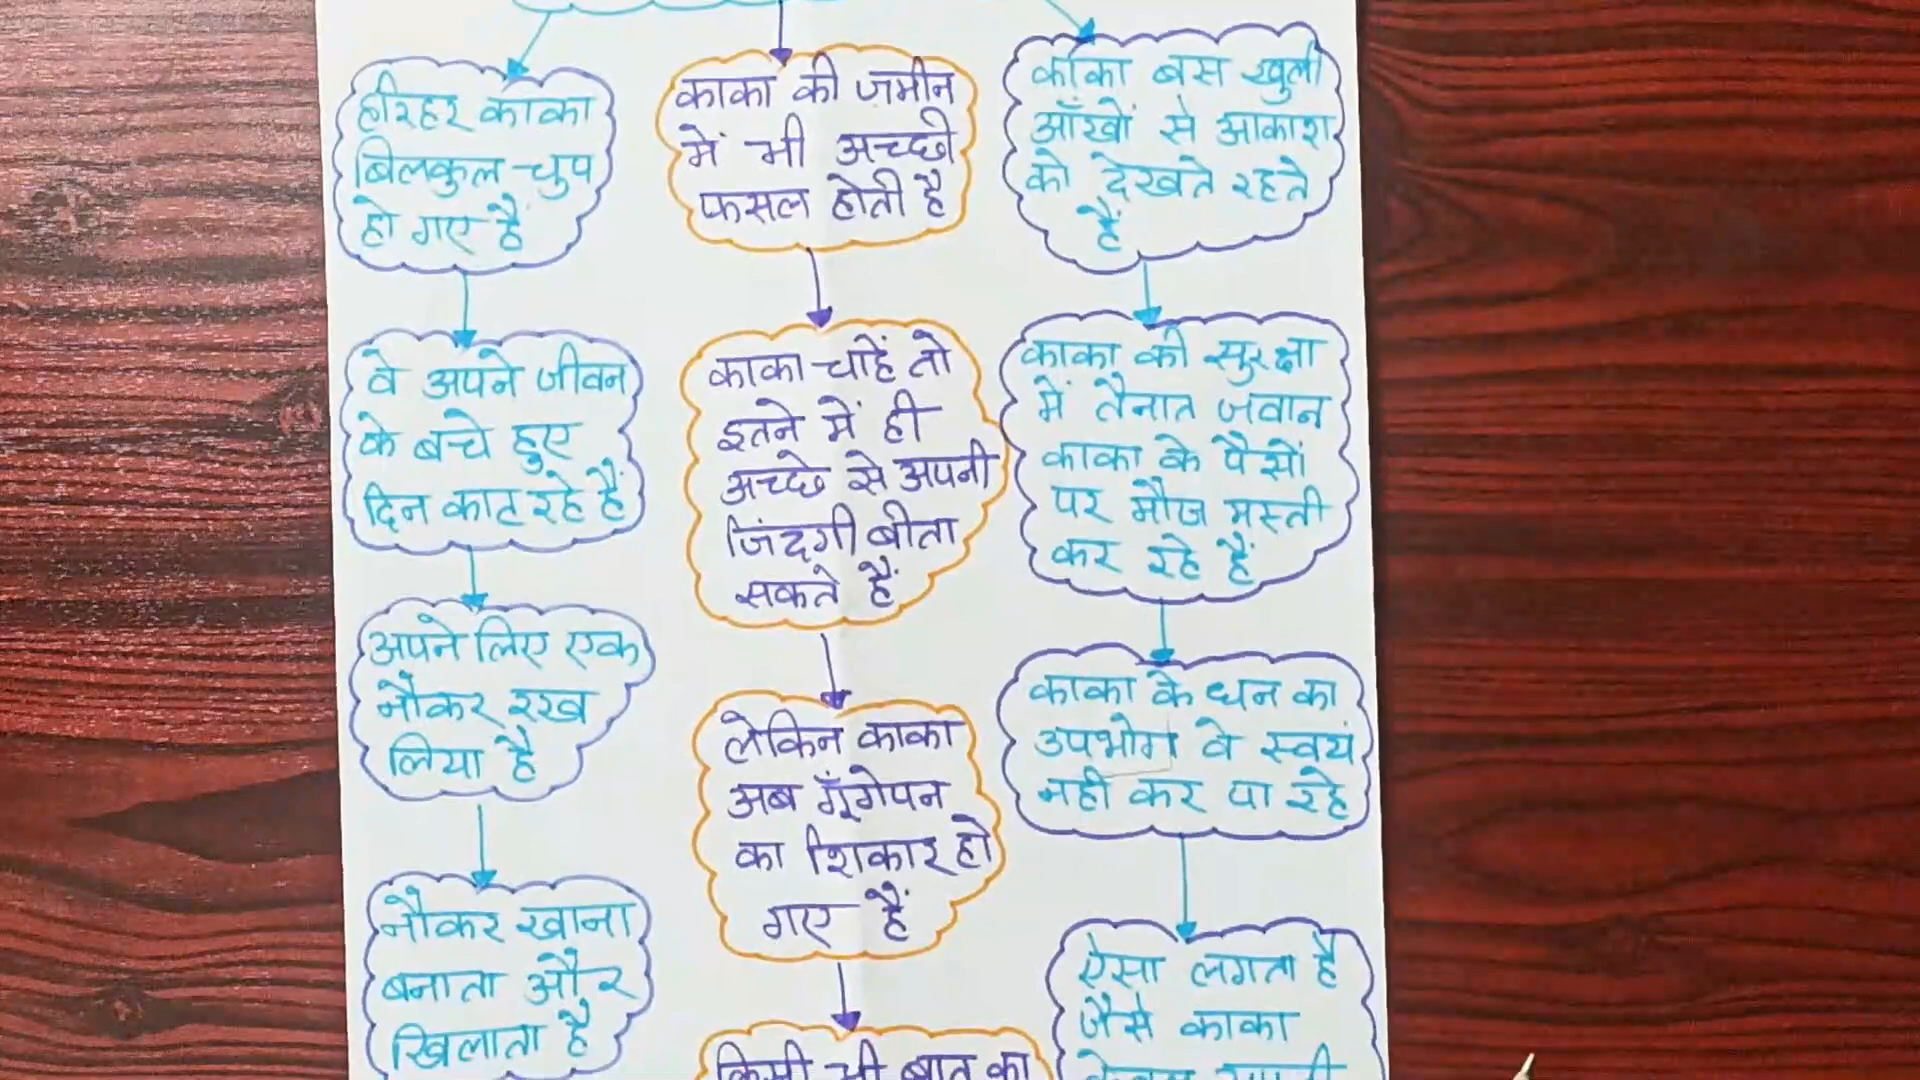 हरिहर काका
बिलकुल चुप
हो गए हैं
वे अपने जीवन
के बचे हुए
दिन काट रहे हैं
अपने लिए एक
नौकर रख
लिया है
नौकर खाना
बनाता और
खिलाता है
काका की ज़मीन
में भी अच्छी
फसल होती है
काका चाहें तो
इतने में ही
अच्छे से अपनी
जिंदगी बीता
सकते हैं
लेकिन काका
अब गूँगेपन
का शिकार हो
गए हैं
किसी भी बात का
काका बस खुली
आँखों से आकाश
को देखते रहते
हैं
काका की सुरक्षा
में तैनात जवान
काका के पैसों
पर मौज मस्ती
कर रहे हैं
काका के धन का
उपभोग वे स्वयं
नही कर पा रहे
ऐसा लगता है
जैसे काका